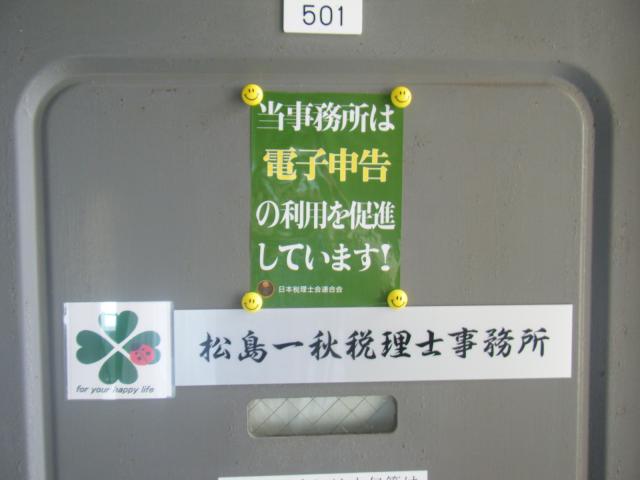 501
当事務所は
電子申告
の利用を促進
しています!
日本税理士会連合会
松島一秋税理士事務所
for your happy life